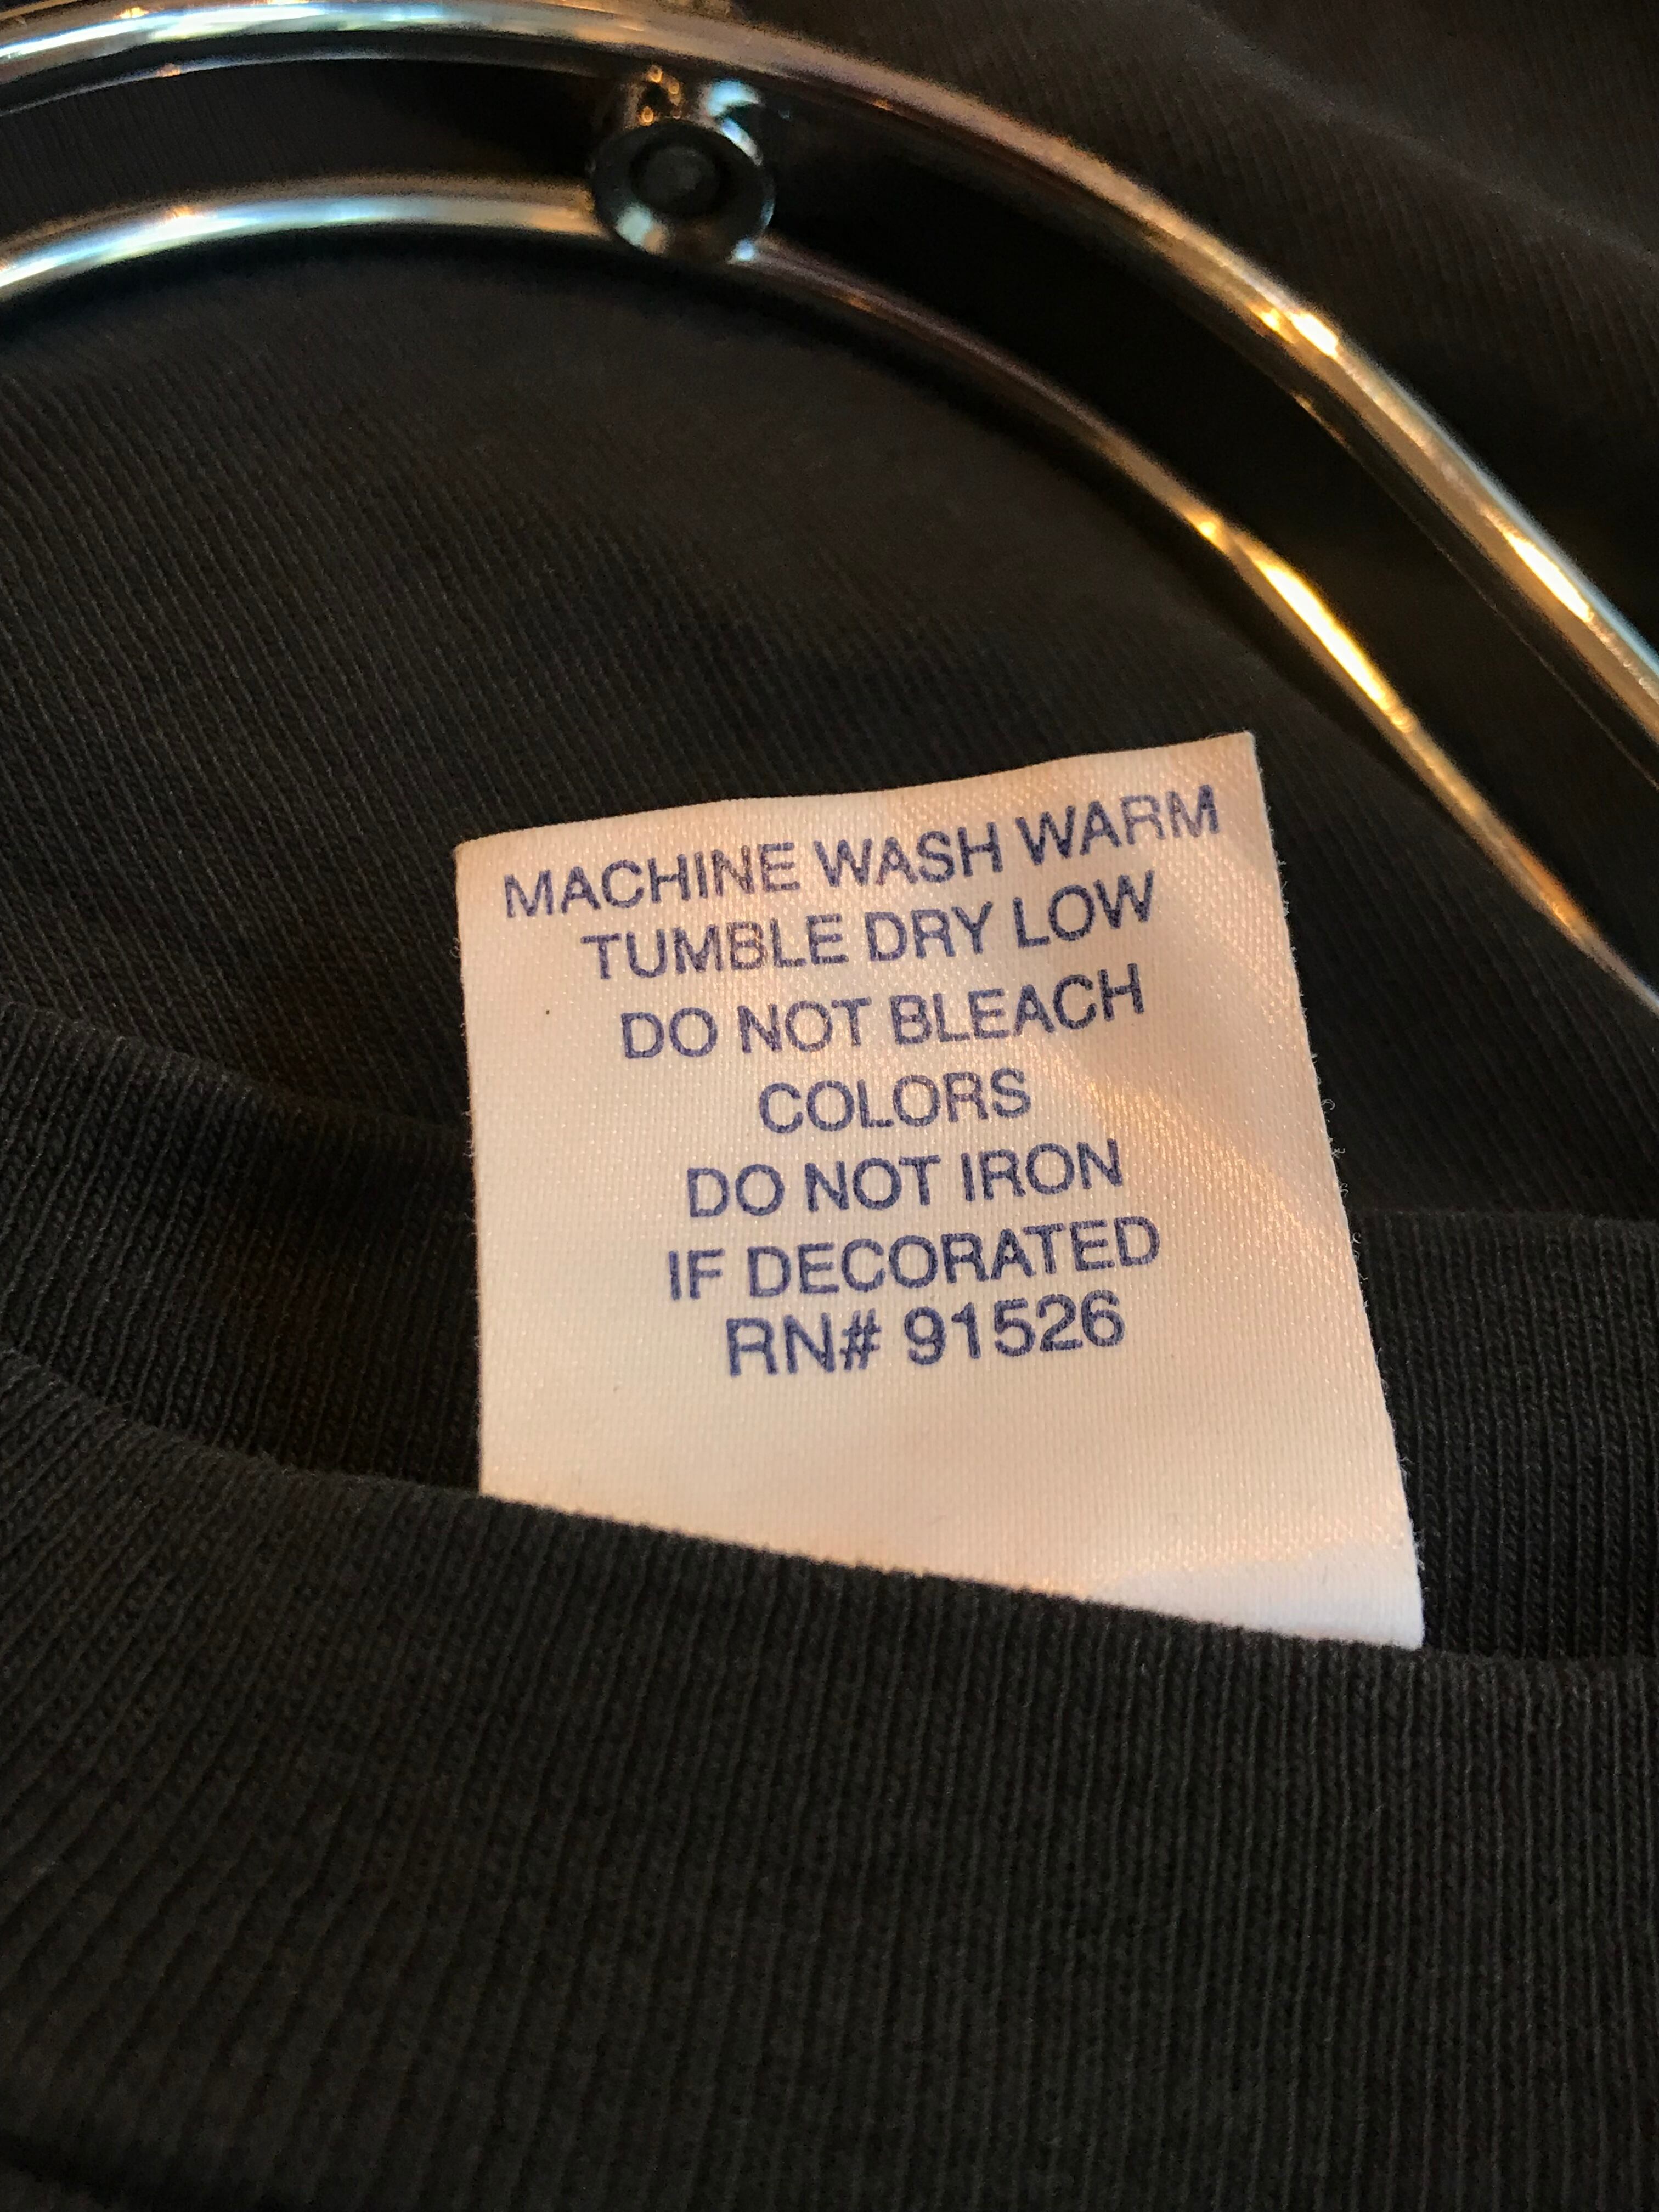 MACHINE WASH WARM
TUMBLE DRY LOW
DO NOT BLEACH
COLORS
DO NOT IRON
IF DECORATED
RN# 91526